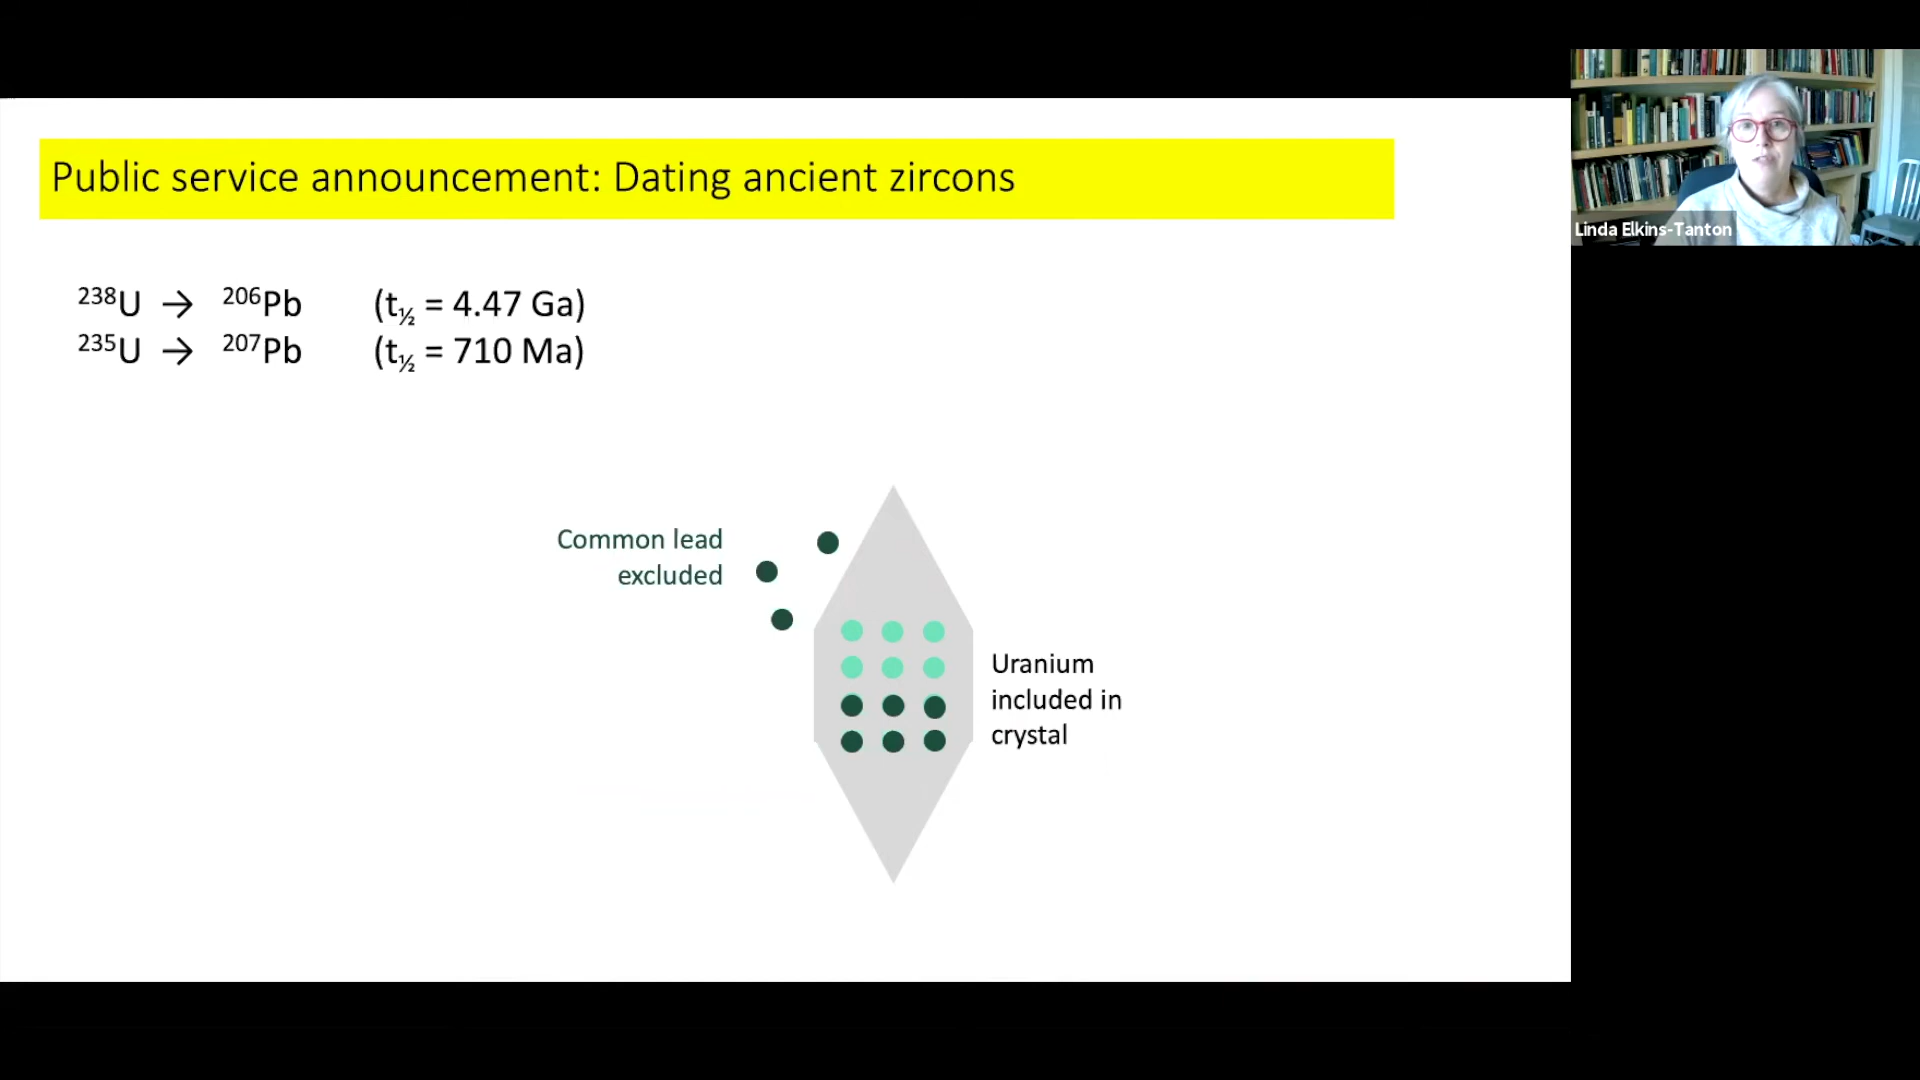 Public service announcement: Dating ancient zircons
²³⁸U → ²⁰⁶Pb (t½ = 4.47 Ga)
²³⁵U → ²⁰⁷Pb (t½ = 710 Ma)
Common lead
excluded
Uranium
included in
crystal
Linda Elkins-Tanton